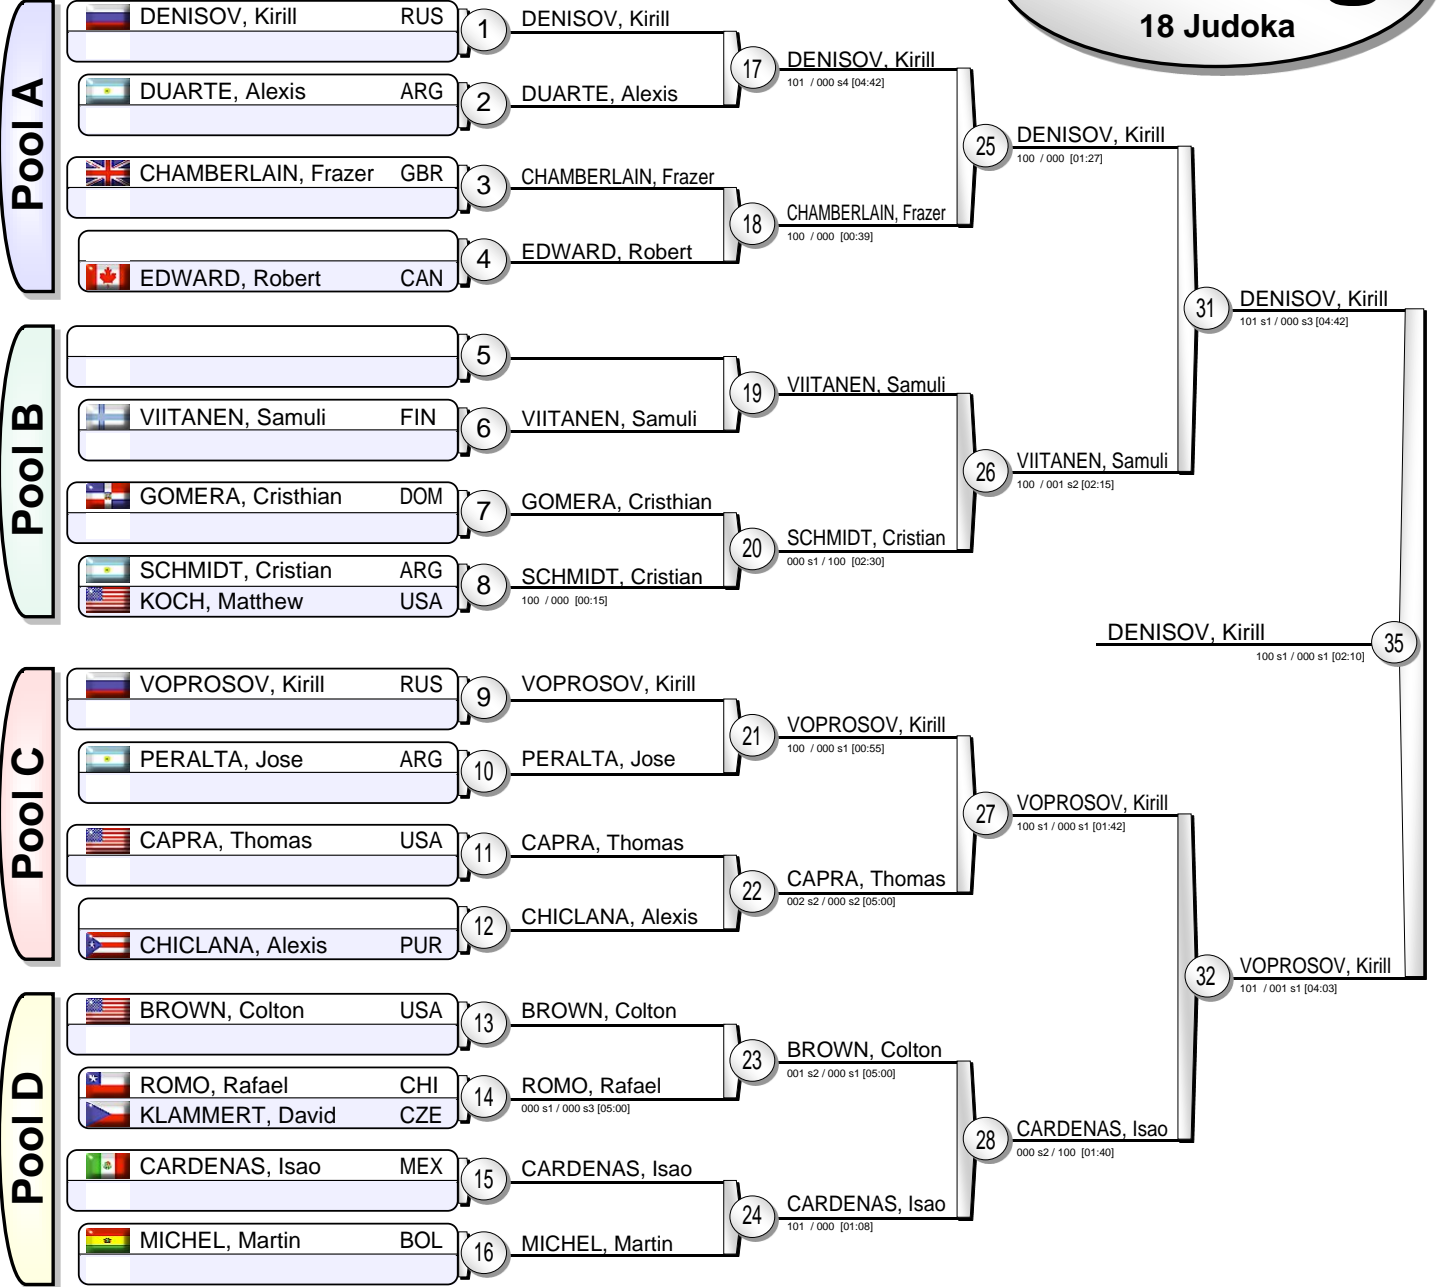 18 Judoka
Pool A
DENISOV, Kirill RUS
1
DENISOV, Kirill
DUARTE, Alexis ARG
2
DUARTE, Alexis
17
DENISOV, Kirill
101 / 000 s4 [04:42]
CHAMBERLAIN, Frazer GBR
3
CHAMBERLAIN, Frazer
EDWARD, Robert CAN
4
EDWARD, Robert
18
CHAMBERLAIN, Frazer
100 / 000 [00:39]
25
DENISOV, Kirill
100 / 000 [01:27]
Pool B
5
VIITANEN, Samuli FIN
6
VIITANEN, Samuli
19
VIITANEN, Samuli
GOMERA, Cristhian DOM
7
GOMERA, Cristhian
SCHMIDT, Cristian ARG
KOCH, Matthew USA
8
SCHMIDT, Cristian
100 / 000 [00:15]
20
SCHMIDT, Cristian
000 s1 / 100 [02:30]
26
VIITANEN, Samuli
100 / 001 s2 [02:15]
31
DENISOV, Kirill
101 s1 / 000 s3 [04:42]
DENISOV, Kirill
35
100 s1 / 000 s1 [02:10]
Pool C
VOPROSOV, Kirill RUS
9
VOPROSOV, Kirill
PERALTA, Jose ARG
10
PERALTA, Jose
21
VOPROSOV, Kirill
100 / 000 s1 [00:55]
CAPRA, Thomas USA
11
CAPRA, Thomas
CHICLANA, Alexis PUR
12
CHICLANA, Alexis
22
CAPRA, Thomas
002 s2 / 000 s2 [05:00]
27
VOPROSOV, Kirill
100 s1 / 000 s1 [01:42]
Pool D
BROWN, Colton USA
13
BROWN, Colton
ROMO, Rafael CHI
KLAMMERT, David CZE
14
ROMO, Rafael
000 s1 / 000 s3 [05:00]
23
BROWN, Colton
001 s2 / 000 s1 [05:00]
CARDENAS, Isao MEX
15
CARDENAS, Isao
MICHEL, Martin BOL
16
MICHEL, Martin
24
CARDENAS, Isao
101 / 000 [01:08]
28
CARDENAS, Isao
000 s2 / 100 [01:40]
32
VOPROSOV, Kirill
101 / 001 s1 [04:03]